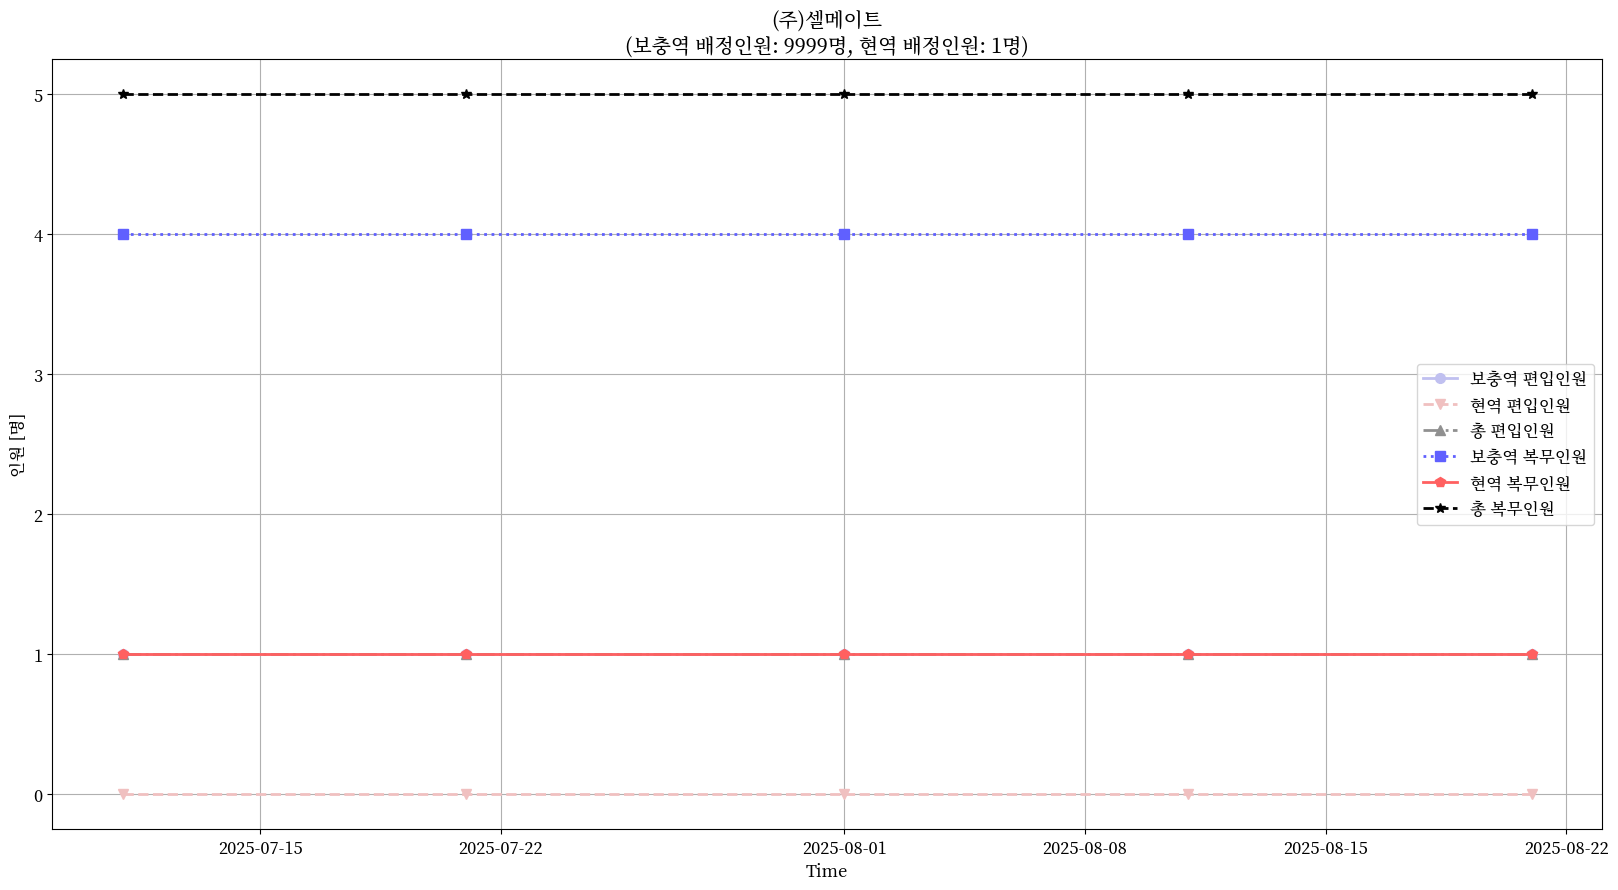 (주)셀메이트
(보충역 배정인원: 9999명, 현역 배정인원: 1명)
인원 [명]
5
4
3
2
1
0
보충역 편입인원
현역 편입인원
총 편입인원
보충역 복무인원
현역 복무인원
총 복무인원
2025-07-15
2025-07-22
2025-08-01
2025-08-08
2025-08-15
2025-08-22
Time